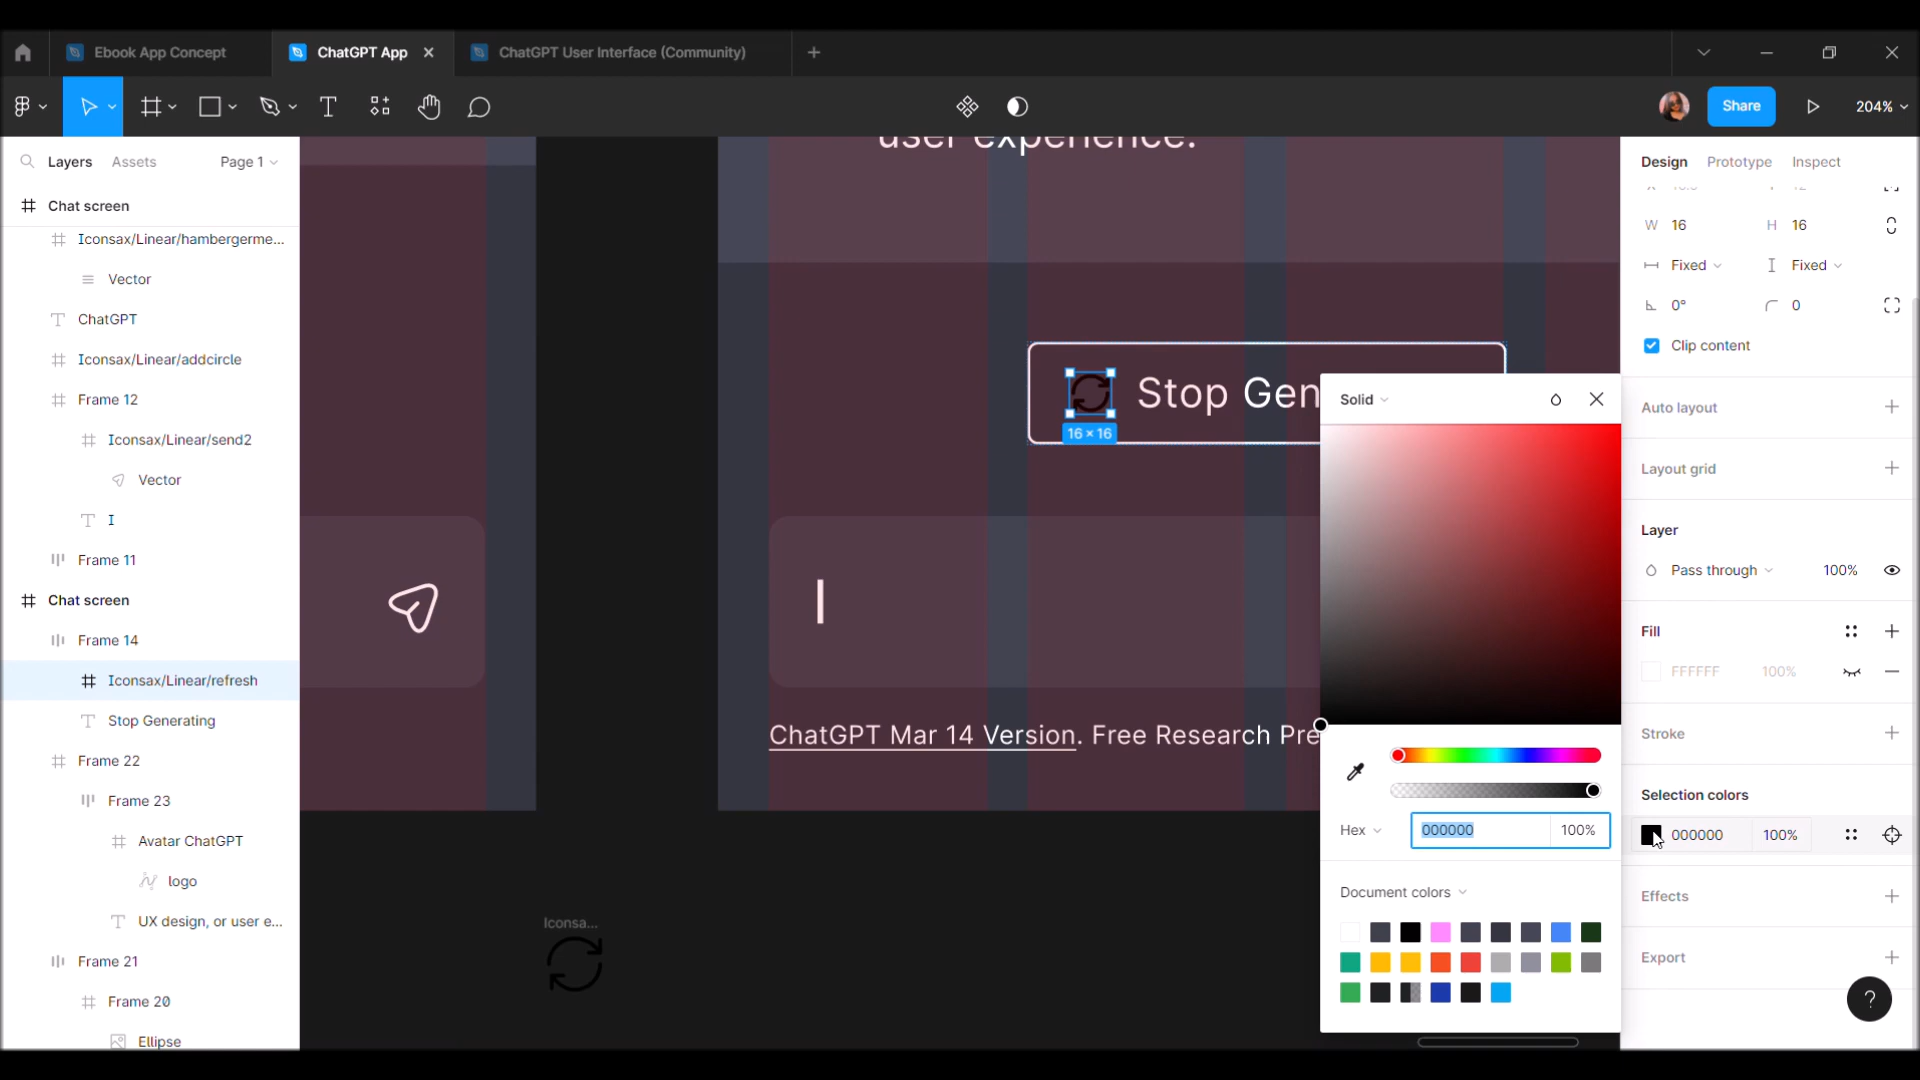 Ebook App Concept
ChatGPT App
ChatGPT User Interface (Community)
Share
204%
Layers
Assets
Page 1
Chat screen
Iconsax/Linear/hambergerme...
Vector
ChatGPT
Iconsax/Linear/addcircle
Frame 12
Iconsax/Linear/send2
Vector
I
Frame 11
Chat screen
Frame 14
Iconsax/Linear/refresh
Stop Generating
Frame 22
Frame 23
Avatar ChatGPT
logo
UX design, or user e...
Frame 21
Frame 20
Ellipse
user experience.
Stop Gen
16 × 16
I
ChatGPT Mar 14 Version. Free Research Pre
Iconsa...
Solid
Hex
000000
100%
Document colors
Design
Prototype
Inspect
W 16
H 16
Fixed
Fixed
0°
0
Clip content
Auto layout
Layout grid
Layer
Pass through
100%
Fill
FFFFFF
100%
Stroke
Selection colors
000000
100%
Effects
Export
?